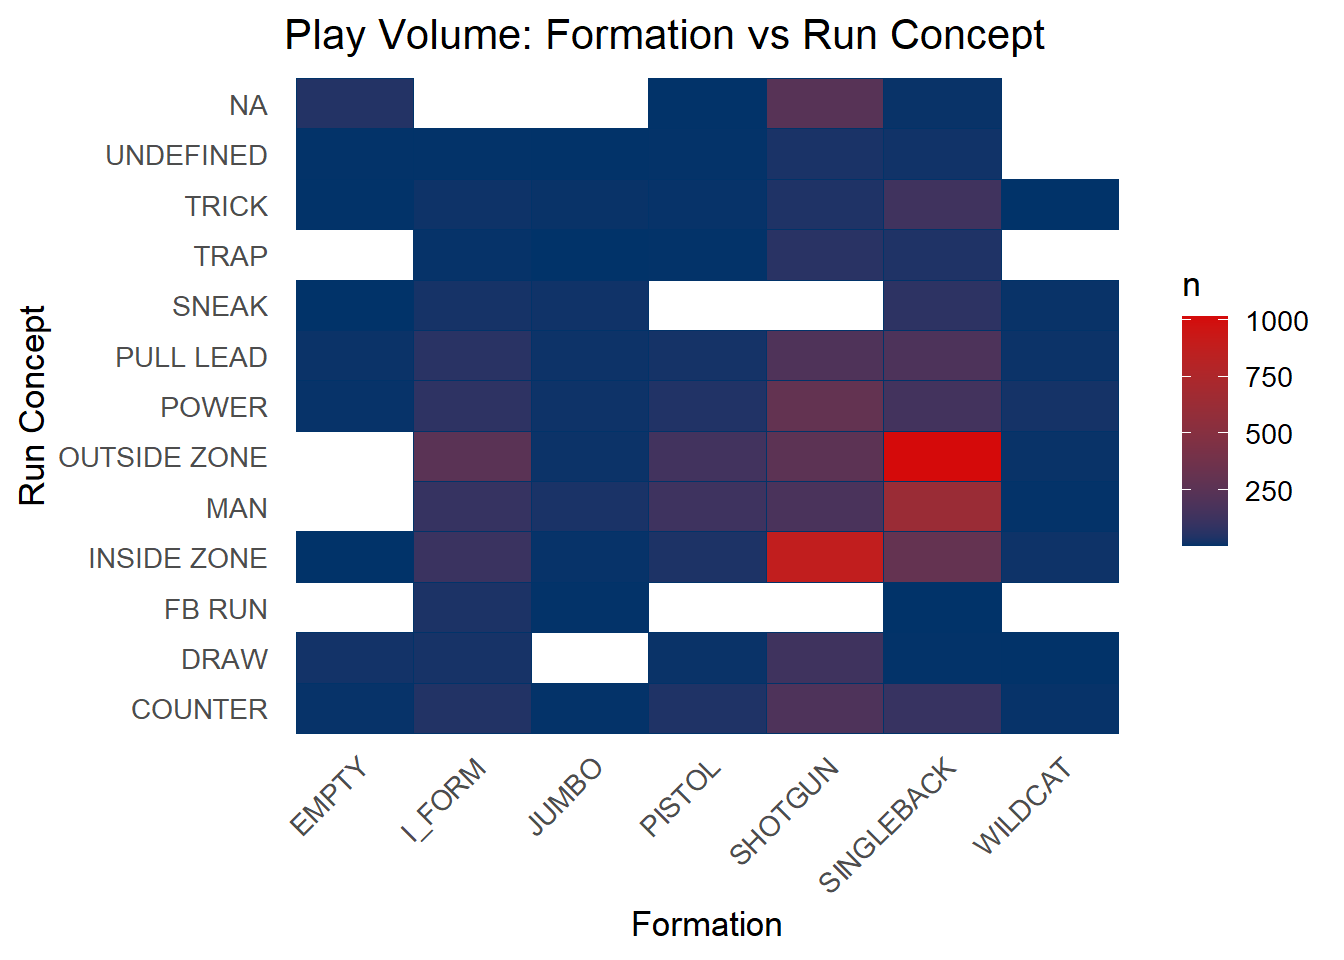 Play Volume: Formation vs Run Concept
NA
UNDEFINED
TRICK
TRAP
SNEAK
PULL LEAD
POWER
OUTSIDE ZONE
MAN
INSIDE ZONE
FB RUN
DRAW
COUNTER
Run Concept
EMPTY
I_FORM
JUMBO
PISTOL
SHOTGUN
SINGLEBACK
WILDCAT
Formation
n
1000
750
500
250